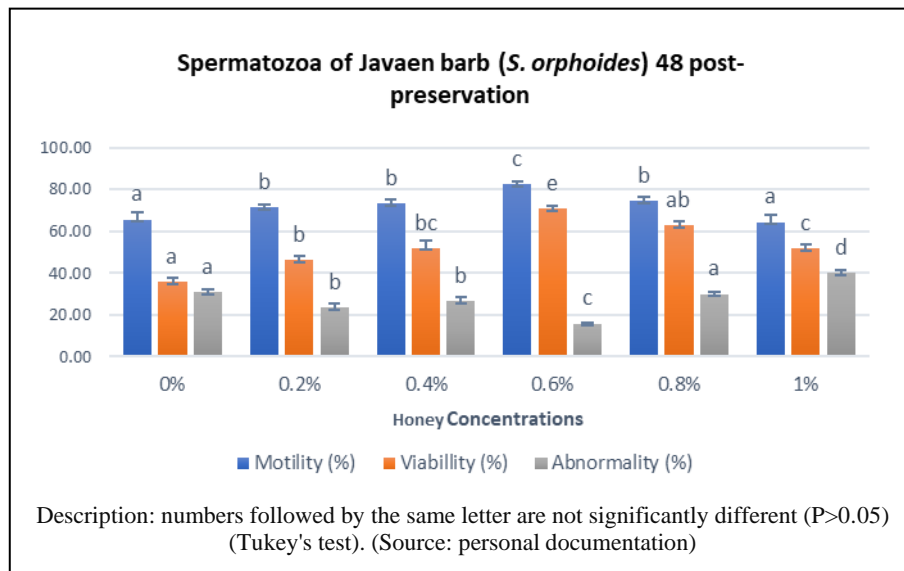 Spermatozoa of Javaen barb (S. orphoides) 48 post-
preservation
100.00
80.00
60.00
40.00
20.00
0.00
a a a
b b b
b bc b
c e c
b ab a
a c d
0% 0.2% 0.4% 0.6% 0.8% 1%
Honey Concentrations
Motility (%) Viabillity (%) Abnormality (%)
Description: numbers followed by the same letter are not significantly different (P>0.05)
(Tukey's test). (Source: personal documentation)